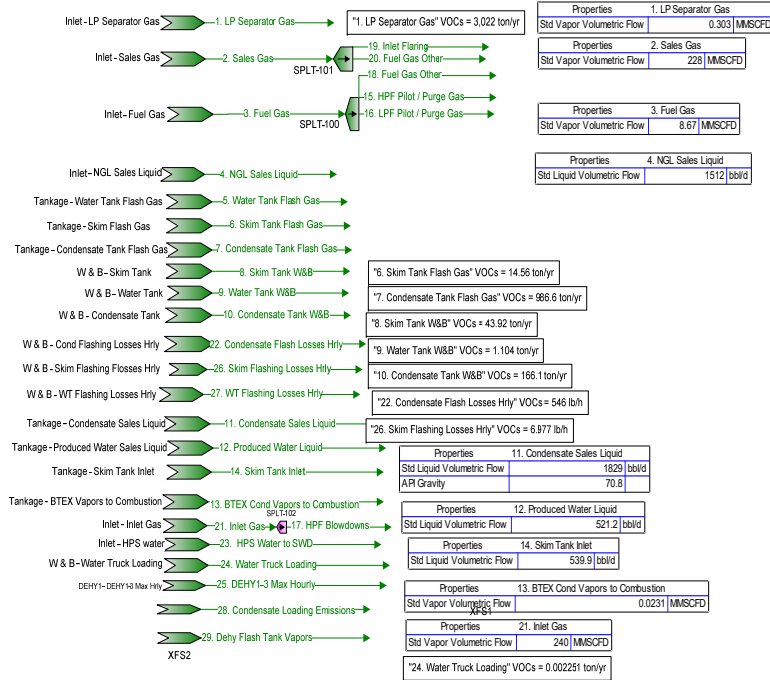 Inlet-LP Separator Gas 1. LP Separator Gas "1. LP Separator Gas" VOCs = 3,022 ton/yr
Properties 1. LP Separator Gas
Std Vapor Volumetric Flow 0.303 MMSCFD
Inlet-Sales Gas 2. Sales Gas
SPLT-101
19. Inlet Flaring
20. Fuel Gas Other
18. Fuel Gas Other
Properties 2. Sales Gas
Std Vapor Volumetric Flow 228 MMSCFD
Inlet-Fuel Gas 3. Fuel Gas
SPLT-100
15. HPF Pilot / Purge Gas
16. LPF Pilot / Purge Gas
Properties 3. Fuel Gas
Std Vapor Volumetric Flow 8.67 MMSCFD
Inlet-NGL Sales Liquid 4. NGL Sales Liquid
Properties 4. NGL Sales Liquid
Std Liquid Volumetric Flow 1512 bbl/d
Tankage-Water Tank Flash Gas 5. Water Tank Flash Gas
Tankage-Skim Flash Gas 6. Skim Tank Flash Gas
Tankage-Condensate Tank Flash Gas 7. Condensate Tank Flash Gas
W & B-Skim Tank 8. Skim Tank W&B
"6. Skim Tank Flash Gas" VOCs = 14.56 ton/yr
W & B-Water Tank 9. Water Tank W&B
"7. Condensate Tank Flash Gas" VOCs = 986.6 ton/yr
W & B-Condensate Tank 10. Condensate Tank W&B
"8. Skim Tank W&B" VOCs = 43.92 ton/yr
W & B-Cond Flashing Losses Hrly 22. Condensate Flash Losses Hrly
"9. Water Tank W&B" VOCs = 1.104 ton/yr
W & B-Skim Flashing Flosses Hrly 26. Skim Flashing Losses Hrly
"10. Condensate Tank W&B" VOCs = 166.1 ton/yr
W & B-WT Flashing Losses Hrly 27. WT Flashing Losses Hrly
"22. Condensate Flash Losses Hrly" VOCs = 546 lb/h
Tankage-Condensate Sales Liquid 11. Condensate Sales Liquid
"26. Skim Flashing Losses Hrly" VOCs = 6.977 lb/h
Tankage-Produced Water Sales Liquid 12. Produced Water Liquid
Properties 11. Condensate Sales Liquid
Std Liquid Volumetric Flow 1829 bbl/d
API Gravity 70.8
Tankage-Skim Tank Inlet 14. Skim Tank Inlet
Tankage-BTEX Vapors to Combustion 13. BTEX Cond Vapors to Combustion
Properties 12. Produced Water Liquid
Std Liquid Volumetric Flow 521.2 bbl/d
SPLT-102
Inlet-Inlet Gas 21. Inlet Gas 17. HPF Blowdowns
Inlet-HPS water 23. HPS Water to SWD
Properties 14. Skim Tank Inlet
Std Liquid Volumetric Flow 539.9 bbl/d
W & B-Water Truck Loading 24. Water Truck Loading
DEHY1-DEHY1-3 Max Hrly 25. DEHY1-3 Max Hourly
Properties 13. BTEX Cond Vapors to Combustion
Std Vapor Volumetric Flow 0.0231 MMSCFD
XFS1
28. Condensate Loading Emissions
Properties 21. Inlet Gas
Std Vapor Volumetric Flow 240 MMSCFD
29. Dehy Flash Tank Vapors
XFS2
"24. Water Truck Loading" VOCs = 0.002251 ton/yr